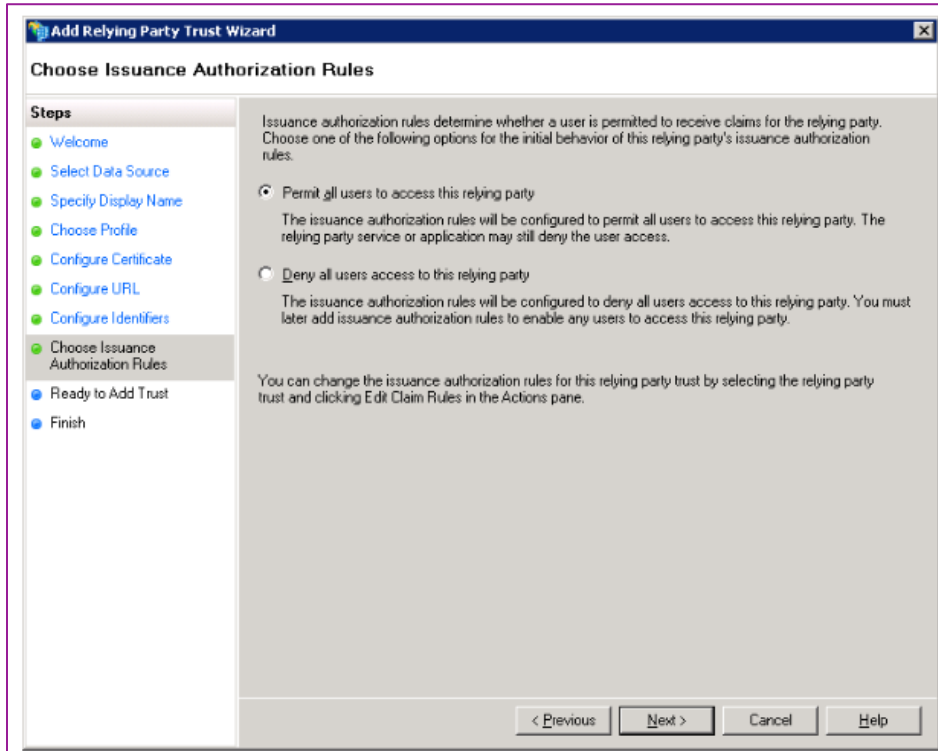 Add Relying Party Trust Wizard
Choose Issuance Authorization Rules
Steps
Welcome
Select Data Source
Specify Display Name
Choose Profile
Configure Certificate
Configure URL
Configure Identifiers
Choose Issuance
Authorization Rules
Ready to Add Trust
Finish
Issuance authorization rules determine whether a user is permitted to receive claims for the relying party.
Choose one of the following options for the initial behavior of this relying party's issuance authorization
rules.
Permit all users to access this relying party
The issuance authorization rules will be configured to permit all users to access this relying party. The
relying party service or application may still deny the user access.
Deny all users access to this relying party
The issuance authorization rules will be configured to deny all users access to this relying party. You must
later add issuance authorization rules to enable any users to access this relying party.
You can change the issuance authorization rules for this relying party trust by selecting the relying party
trust and clicking Edit Claim Rules in the Actions pane.
< Previous Next > Cancel Help